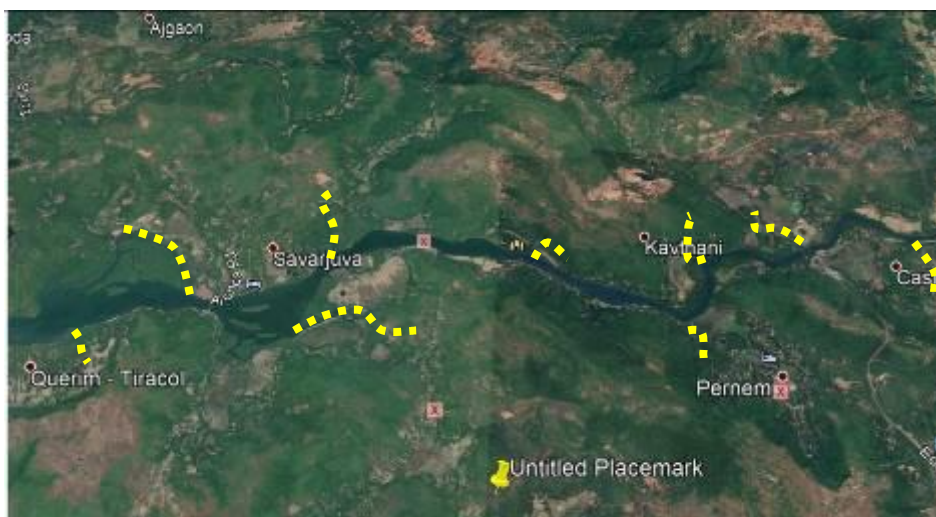 Ajgaon
Savarjuva
Kavthani
Querim - Tiracol
Pernem
Untitled Placemark